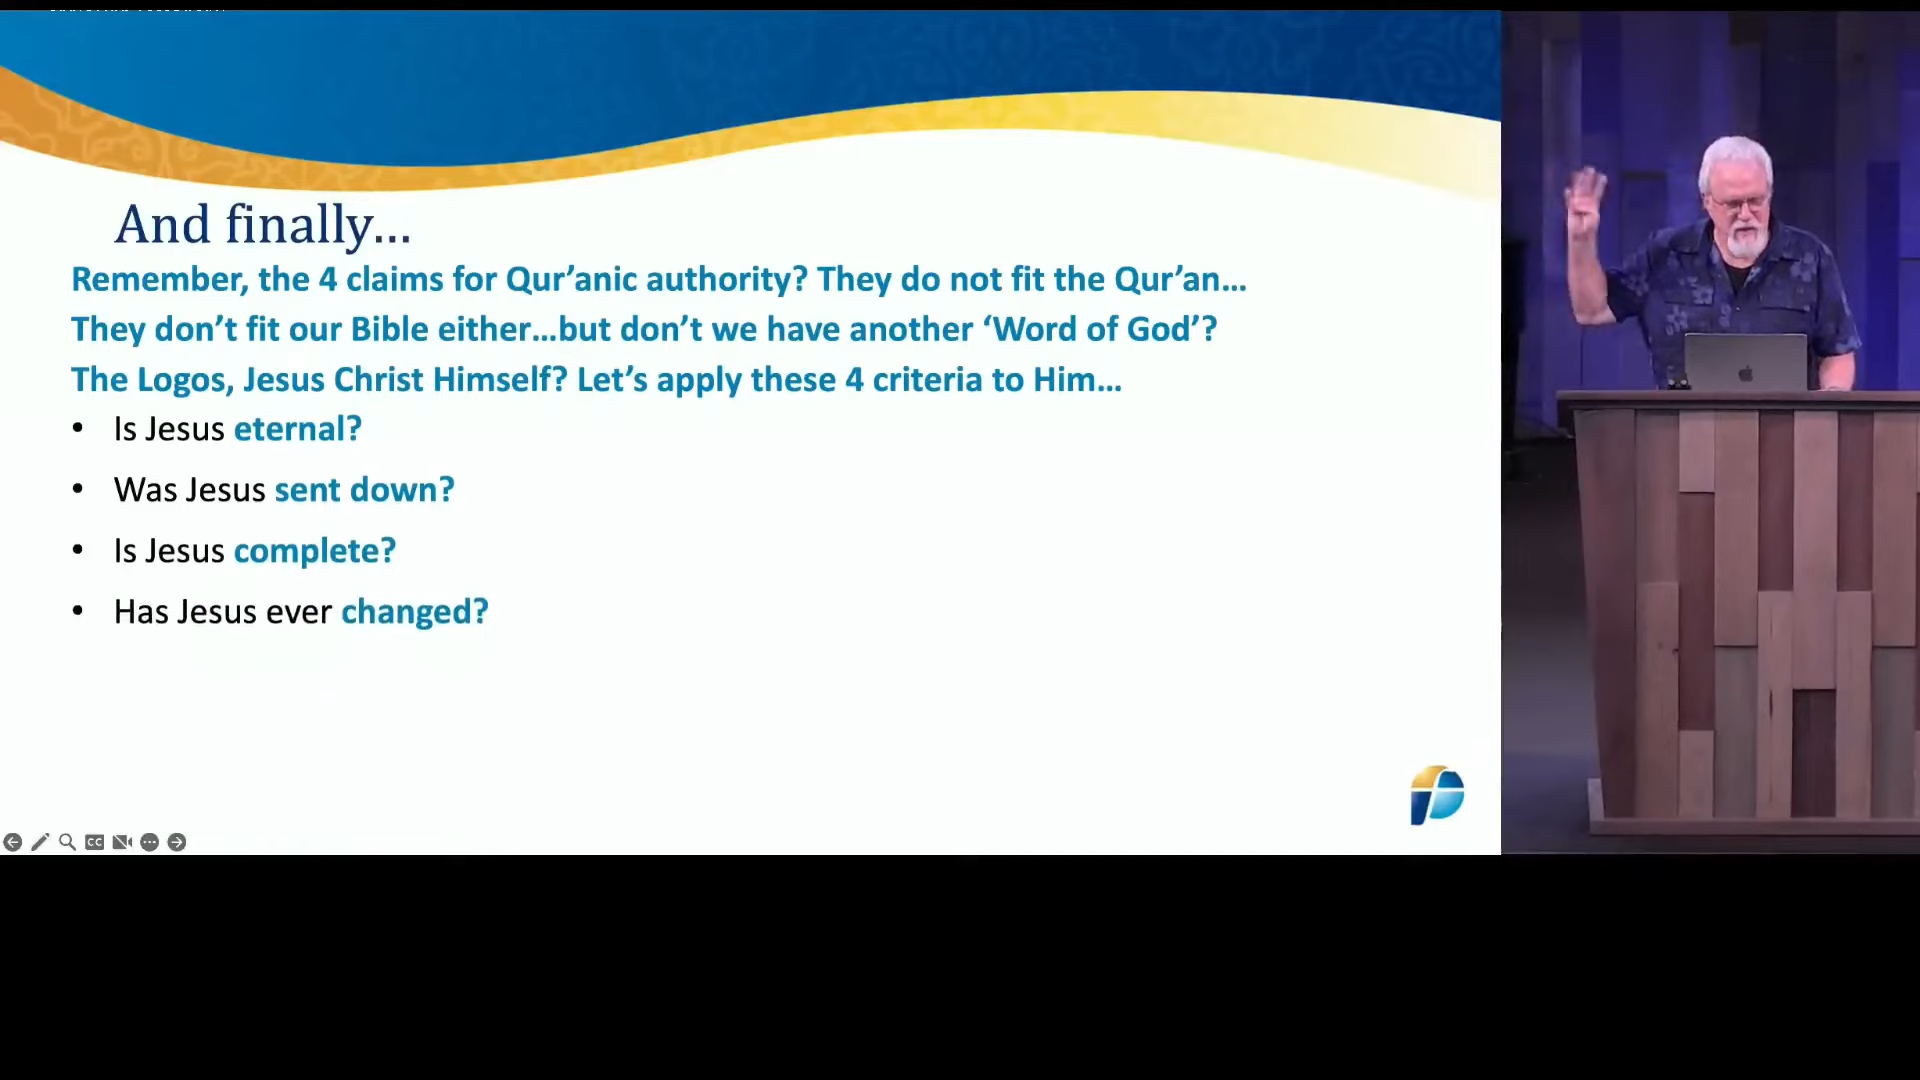 And finally...
Remember, the 4 claims for Qur’anic authority? They do not fit the Qur’an...
They don’t fit our Bible either...but don’t we have another ‘Word of God’?
The Logos, Jesus Christ Himself? Let’s apply these 4 criteria to Him...
• Is Jesus eternal?
• Was Jesus sent down?
• Is Jesus complete?
• Has Jesus ever changed?
CC